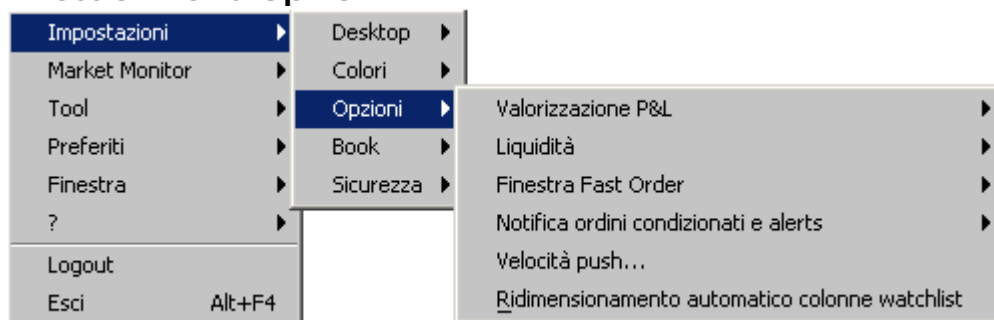 Impostazioni
Market Monitor
Tool
Preferiti
Finestra
?
Logout
Esci Alt+F4
Desktop
Colori
Opzioni
Book
Sicurezza
Valorizzazione P&L
Liquidità
Finestra Fast Order
Notifica ordini condizionati e alerts
Velocità push...
Ridimensionamento automatico colonne watchlist